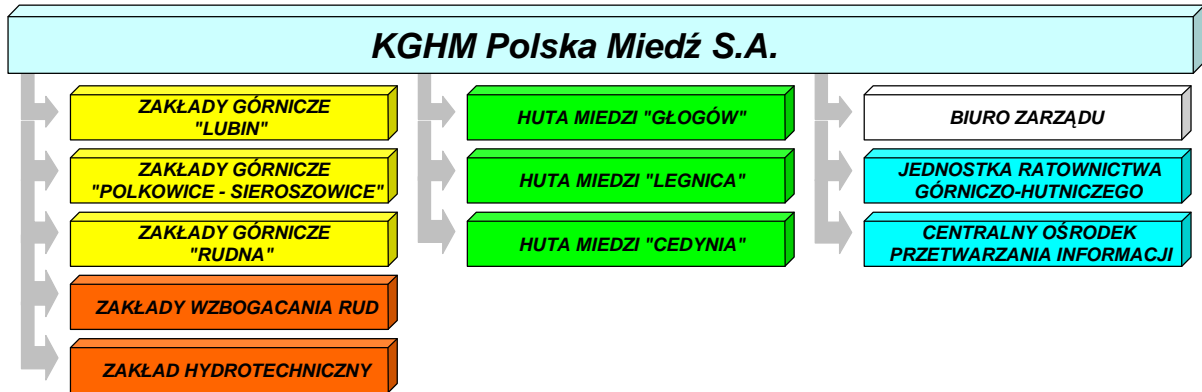 KGHM Polska Miedź S.A.
ZAKŁADY GÓRNICZE
"LUBIN"
ZAKŁADY GÓRNICZE
"POLKOWICE - SIEROSZOWICE"
ZAKŁADY GÓRNICZE
"RUDNA"
ZAKŁADY WZBOGACANIA RUD
ZAKŁAD HYDROTECHNICZNY
HUTA MIEDZI "GŁOGÓW"
HUTA MIEDZI "LEGNICA"
HUTA MIEDZI "CEDYNIA"
BIURO ZARZĄDU
JEDNOSTKA RATOWNICTWA
GÓRNICZO-HUTNICZEGO
CENTRALNY OŚRODEK
PRZETWARZANIA INFORMACJI